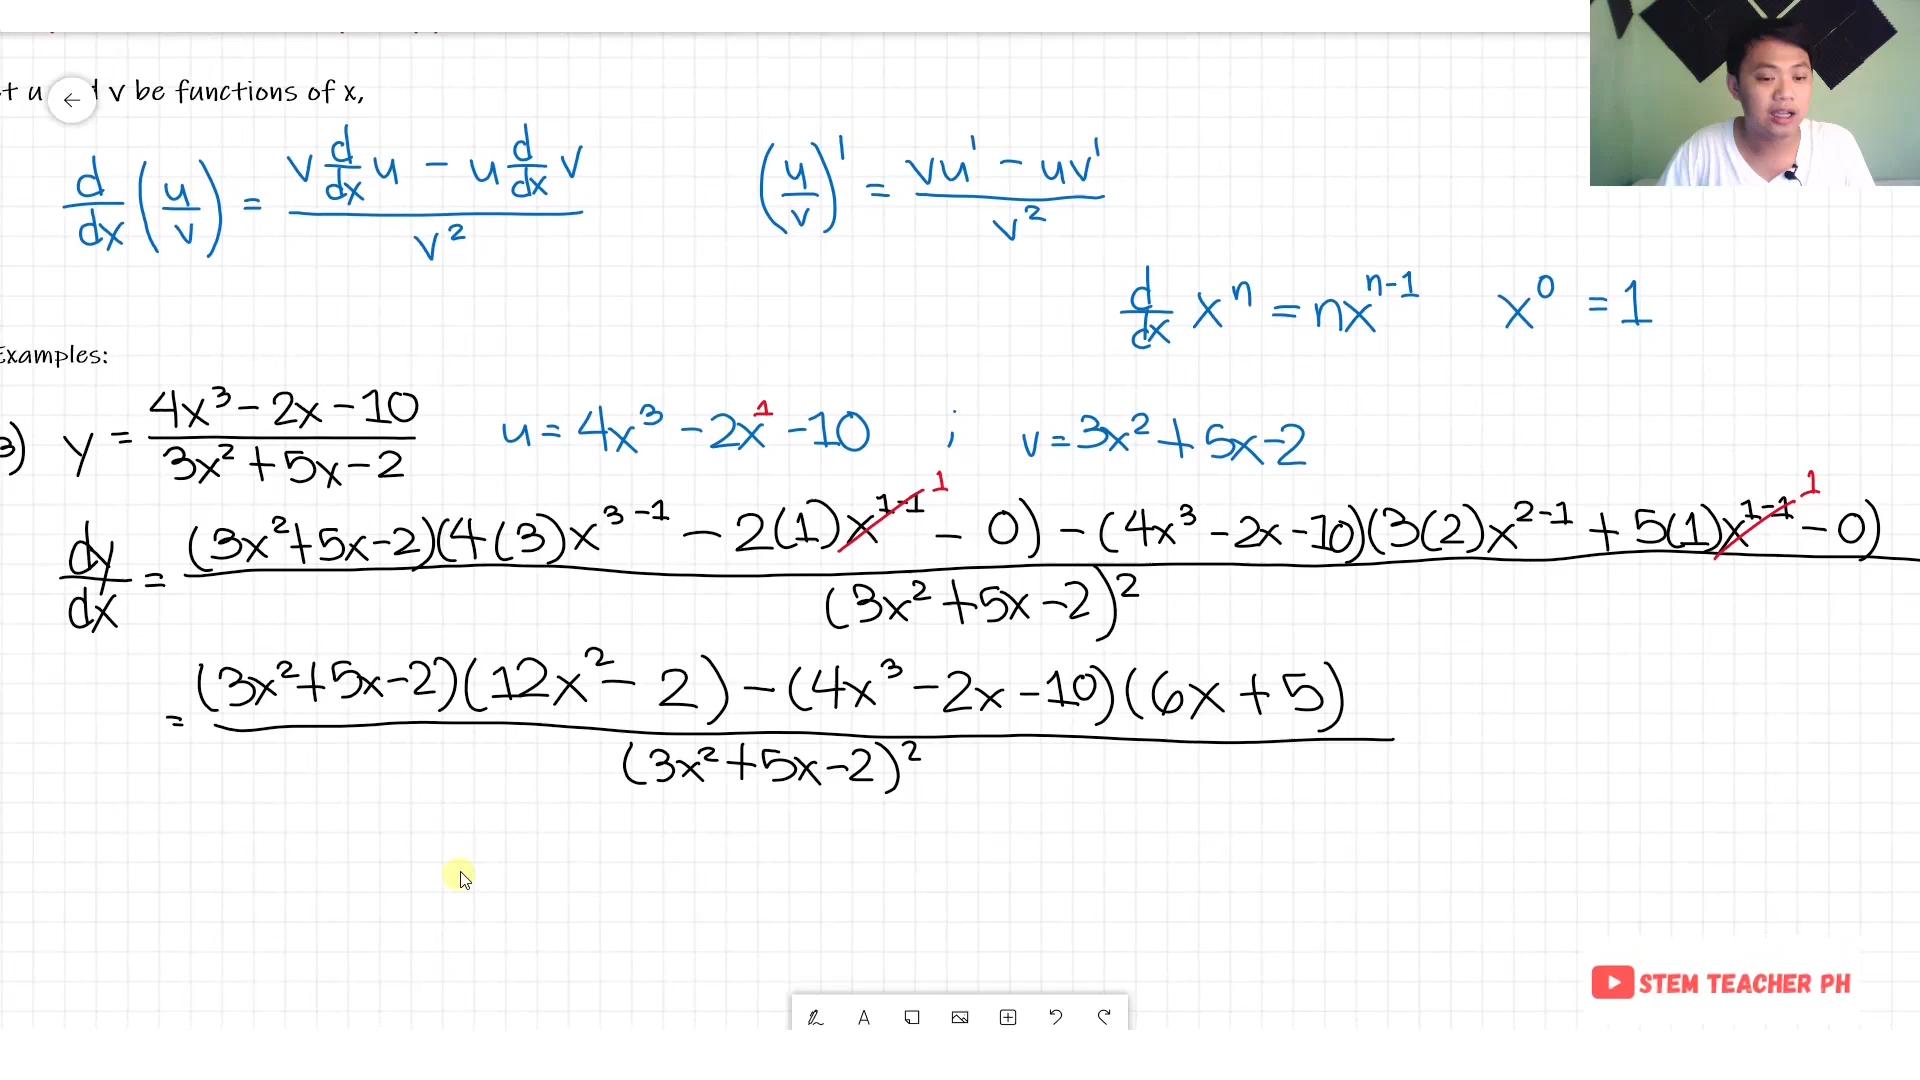 t u d v be functions of x,
d/dx (u/v) = (v d/dx u - u d/dx v)/v²
(u/v)' = (vu' - uv')/v²
d/dx xⁿ = nxⁿ⁻¹ x⁰ = 1
Examples:
3) y = (4x³ - 2x - 10)/(3x² + 5x - 2)
u = 4x³ - 2x¹ - 10 ; v = 3x² + 5x - 2
dy/dx = ((3x²+5x-2)(4(3)x³⁻¹ - 2(1)x¹⁻¹ 1 - 0) - (4x³ - 2x - 10)(3(2)x²⁻¹ + 5(1)x¹⁻¹ 1 - 0))/(3x² + 5x - 2)²
= ((3x²+5x-2)(12x² - 2) - (4x³ - 2x - 10)(6x + 5))/(3x² + 5x - 2)²
A
STEM TEACHER PH